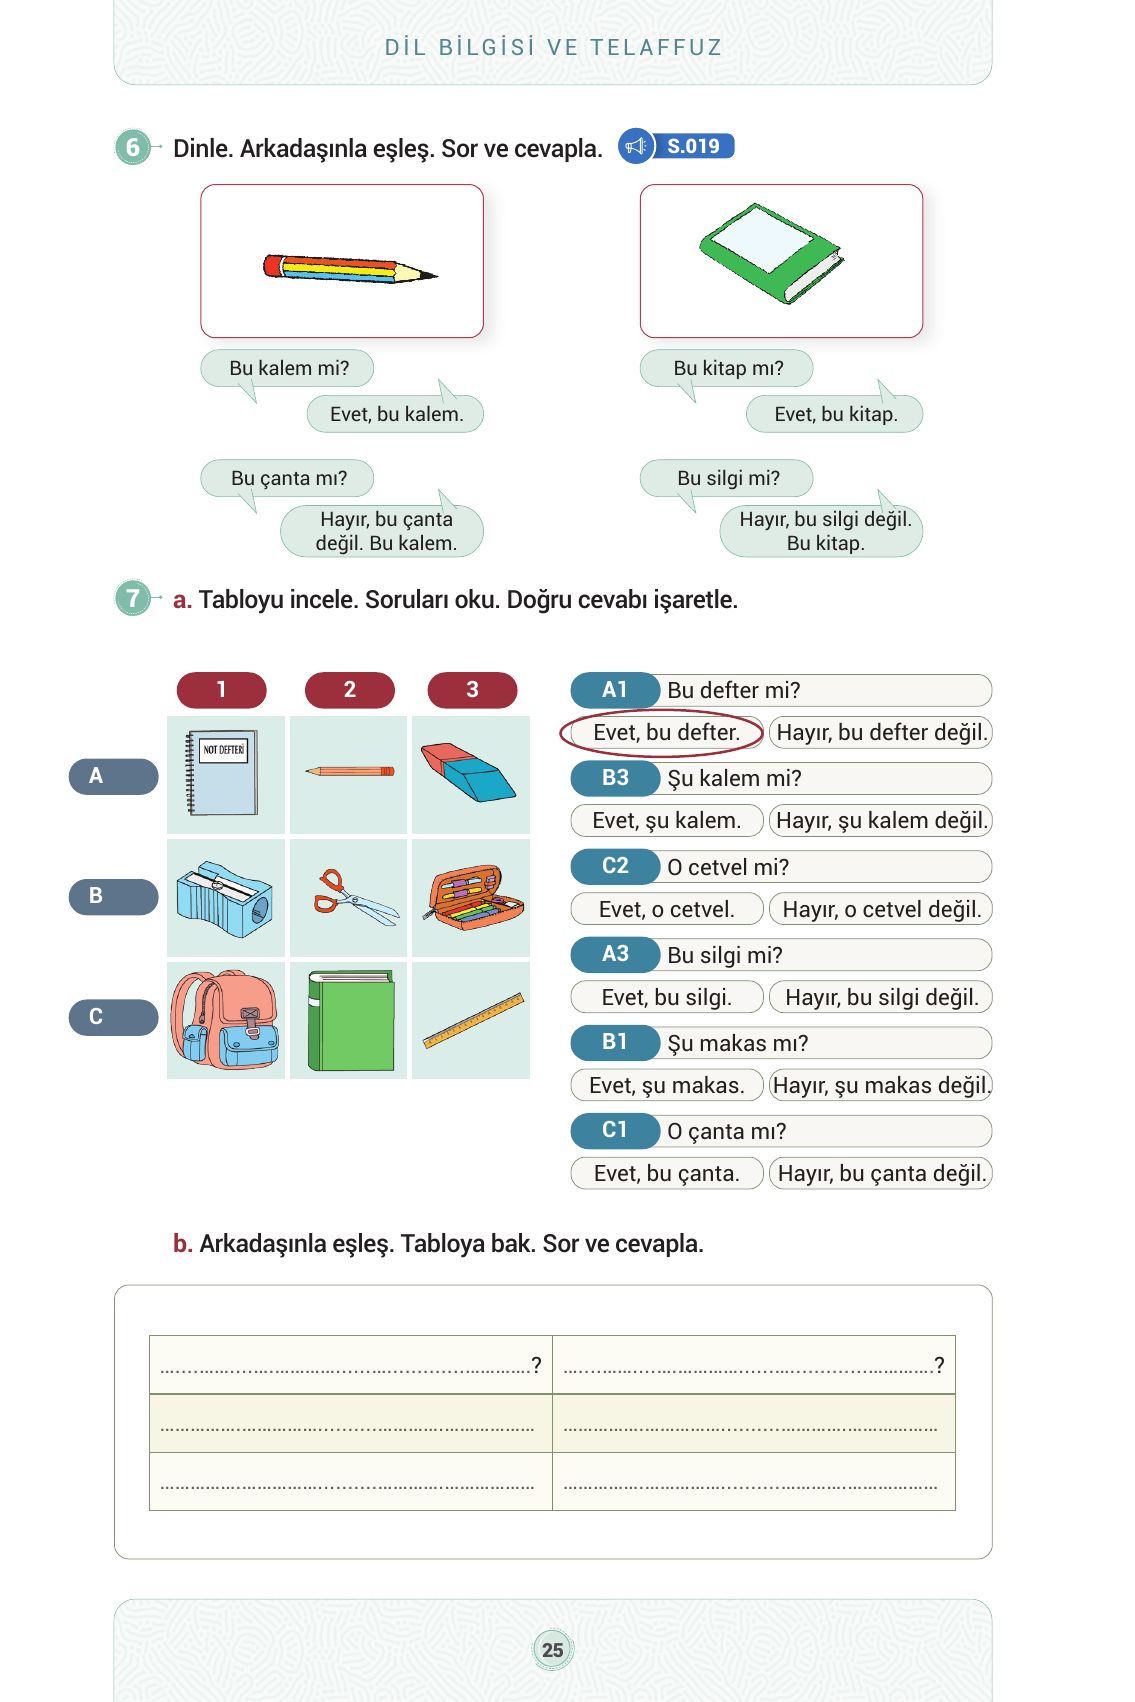 DİL BİLGİSİ VE TELAFFUZ
6 Dinle. Arkadaşınla eşleş. Sor ve cevapla. S.019
Bu kalem mi?
Evet, bu kalem.
Bu çanta mı?
Hayır, bu çanta
değil. Bu kalem.
Bu kitap mı?
Evet, bu kitap.
Bu silgi mi?
Hayır, bu silgi değil.
Bu kitap.
7 a. Tabloyu incele. Soruları oku. Doğru cevabı işaretle.
1 2 3
A
NOT DEFTERİ
B
C
A1 Bu defter mi?
Evet, bu defter. Hayır, bu defter değil.
B3 Şu kalem mi?
Evet, şu kalem. Hayır, şu kalem değil.
C2 O cetvel mi?
Evet, o cetvel. Hayır, o cetvel değil.
A3 Bu silgi mi?
Evet, bu silgi. Hayır, bu silgi değil.
B1 Şu makas mı?
Evet, şu makas. Hayır, şu makas değil.
C1 O çanta mı?
Evet, bu çanta. Hayır, bu çanta değil.
b. Arkadaşınla eşleş. Tabloya bak. Sor ve cevapla.
..............................................................? ..............................................................?
.............................................................. ..............................................................
.............................................................. ..............................................................
25